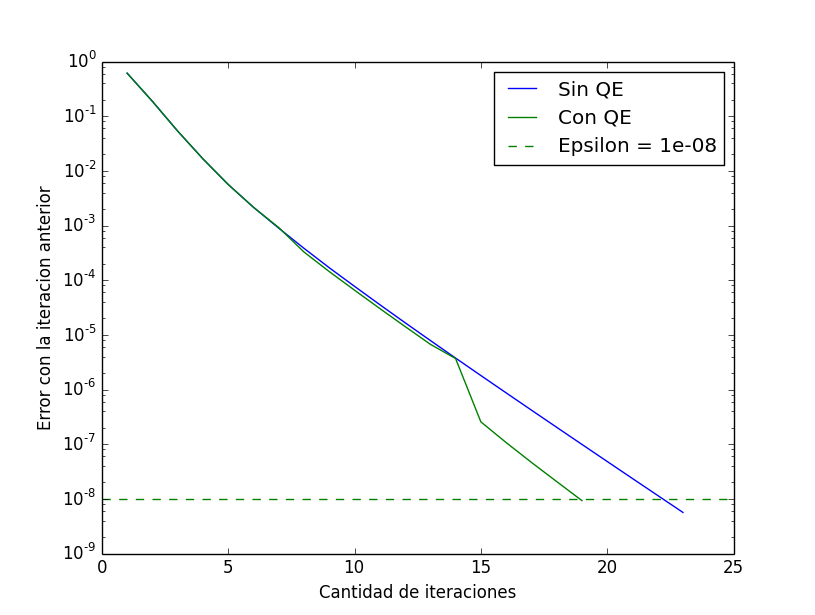 10^0
10^-1
10^-2
10^-3
10^-4
10^-5
10^-6
10^-7
10^-8
10^-9
Error con la iteracion anterior
Sin QE
Con QE
Epsilon = 1e-08
0 5 10 15 20 25
Cantidad de iteraciones